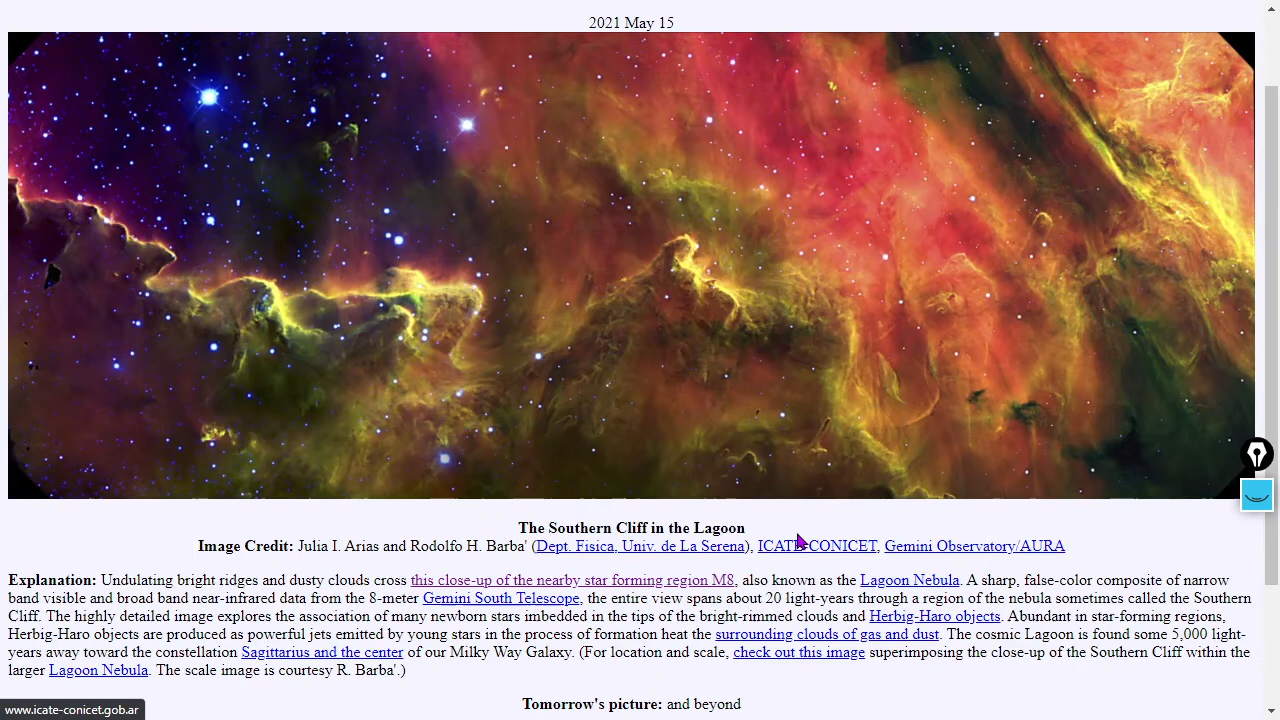 2021 May 15
The Southern Cliff in the Lagoon
Image Credit: Julia I. Arias and Rodolfo H. Barba' (Dept. Fisica, Univ. de La Serena), ICATE-CONICET, Gemini Observatory/AURA
Explanation: Undulating bright ridges and dusty clouds cross this close-up of the nearby star forming region M8, also known as the Lagoon Nebula. A sharp, false-color composite of narrow
band visible and broad band near-infrared data from the 8-meter Gemini South Telescope, the entire view spans about 20 light-years through a region of the nebula sometimes called the Southern
Cliff. The highly detailed image explores the association of many newborn stars imbedded in the tips of the bright-rimmed clouds and Herbig-Haro objects. Abundant in star-forming regions,
Herbig-Haro objects are produced as powerful jets emitted by young stars in the process of formation heat the surrounding clouds of gas and dust. The cosmic Lagoon is found some 5,000 light-
years away toward the constellation Sagittarius and the center of our Milky Way Galaxy. (For location and scale, check out this image superimposing the close-up of the Southern Cliff within the
larger Lagoon Nebula. The scale image is courtesy R. Barba'.)
Tomorrow's picture: and beyond
www.icate-conicet.gob.ar